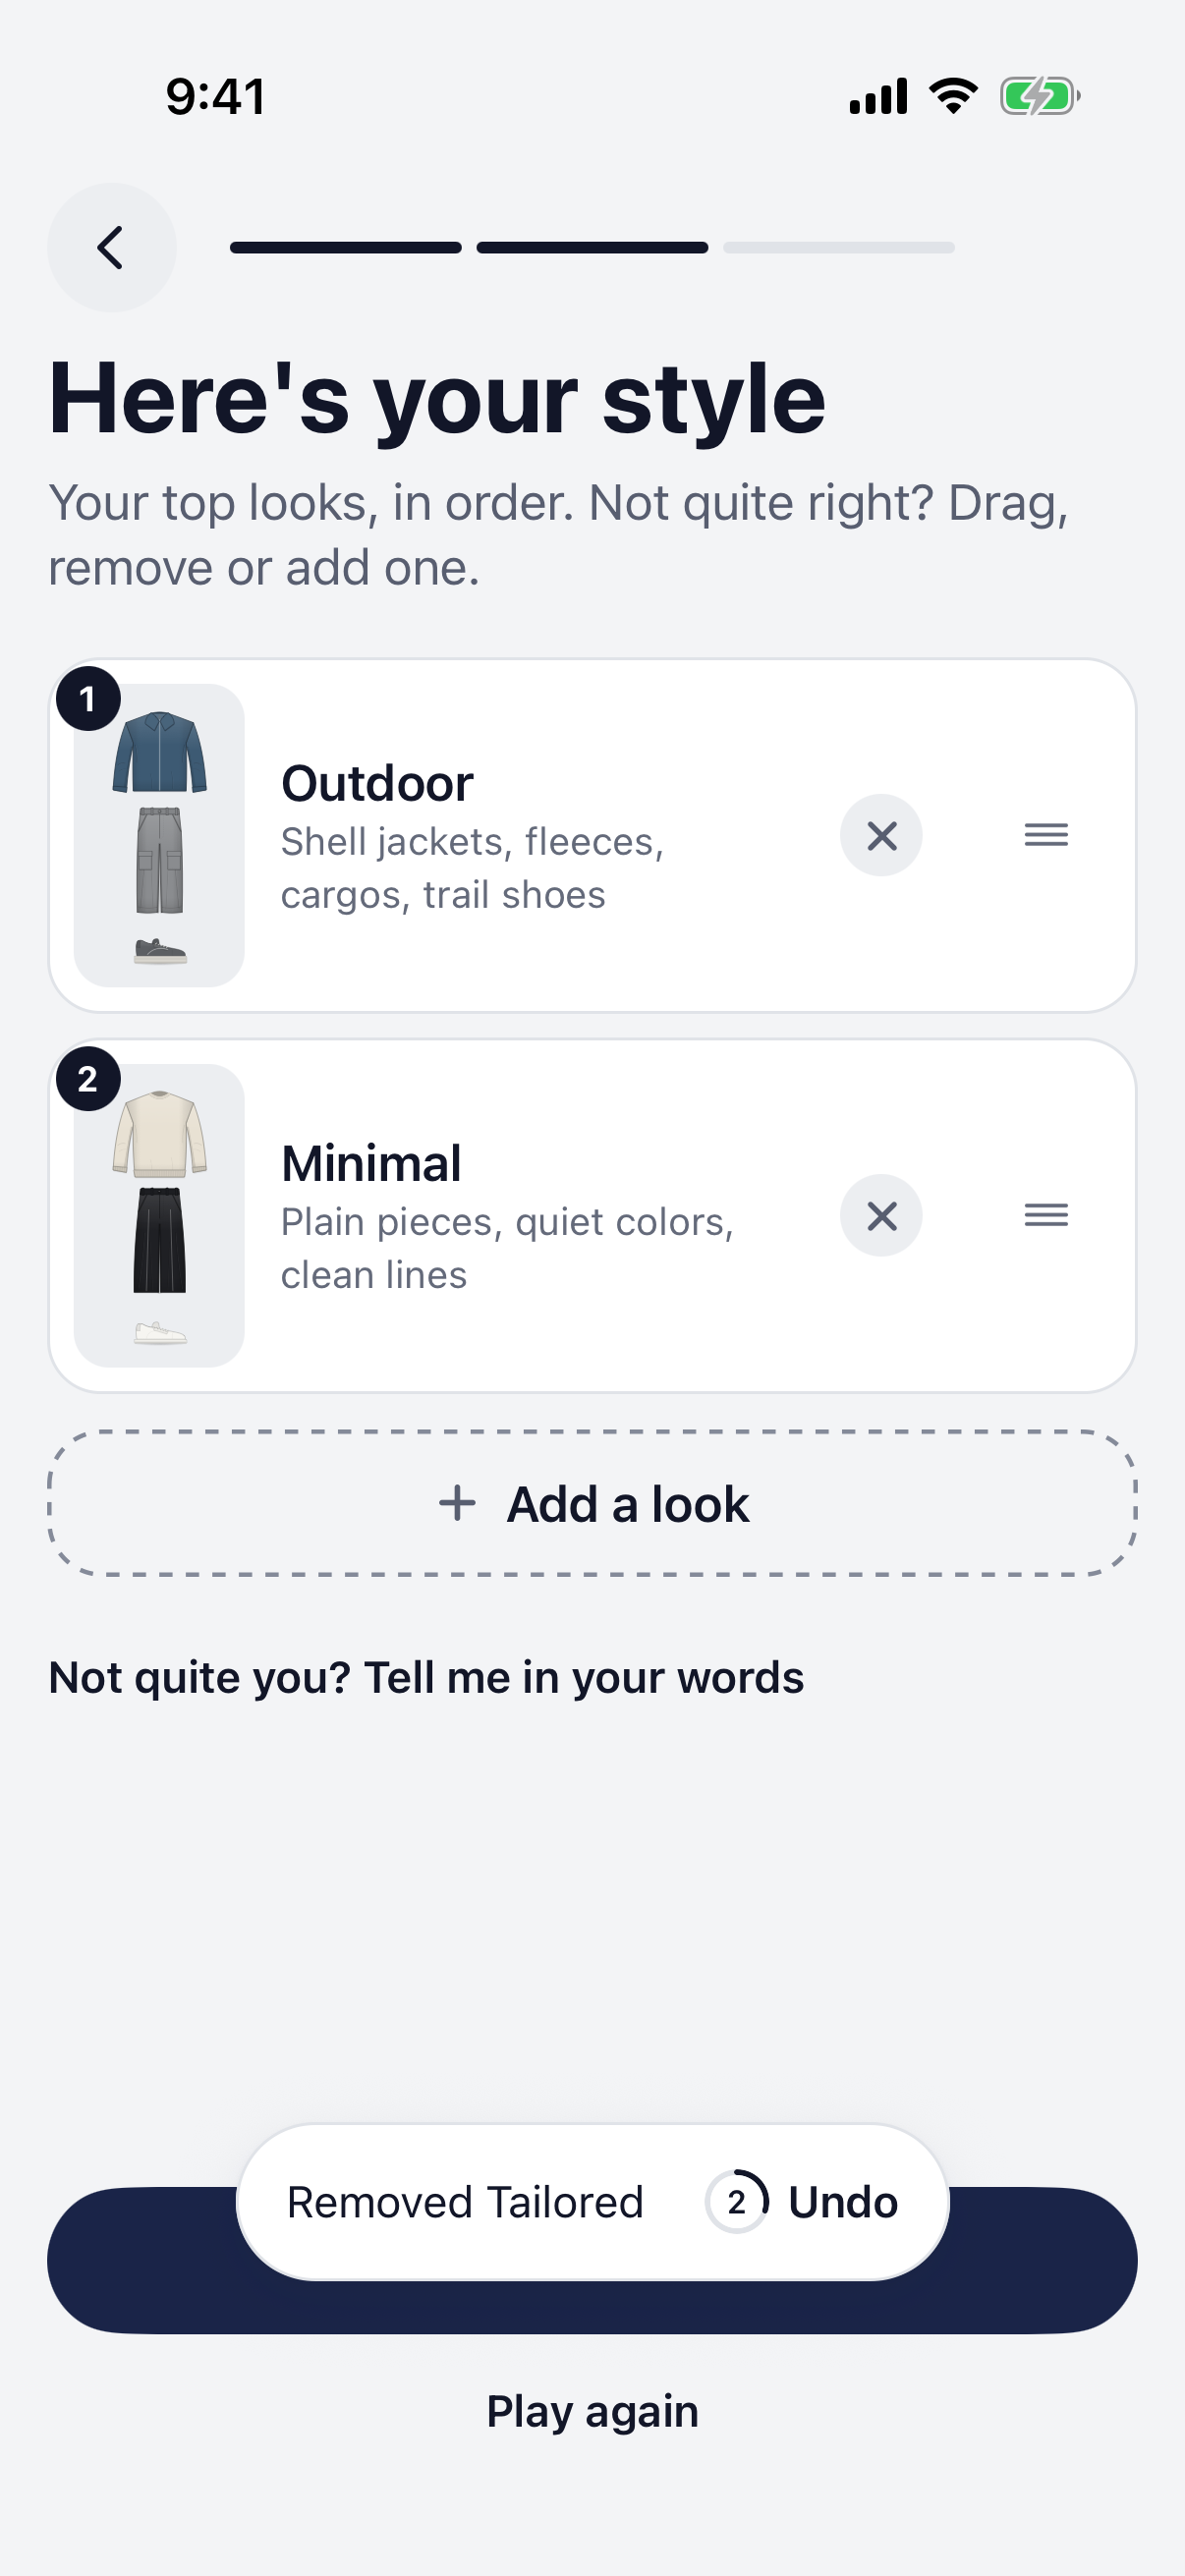 9:41
Here's your style
Your top looks, in order. Not quite right? Drag,
remove or add one.
1
Outdoor
Shell jackets, fleeces,
cargos, trail shoes
2
Minimal
Plain pieces, quiet colors,
clean lines
+ Add a look
Not quite you? Tell me in your words
Removed Tailored 2 Undo
Play again